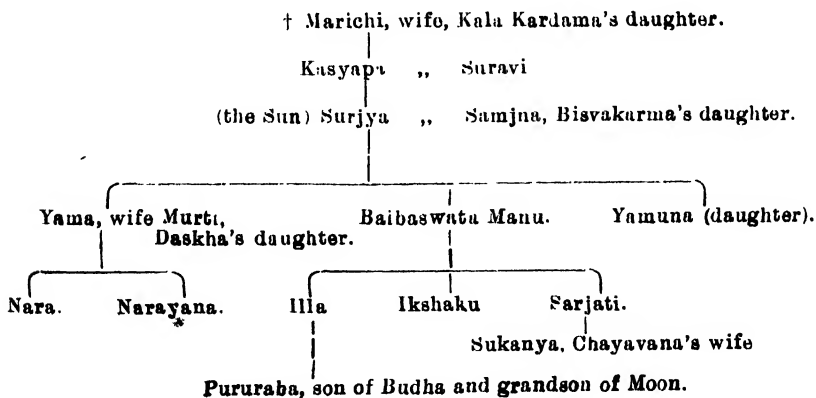 † Marichi, wife, Kala Kardama's daughter.
Kasyapa „ Suravi
(the Sun) Surjya „ Samjna, Bisvakarma's daughter.
Yama, wife Murti, Baibaswata Manu. Yamuna (daughter).
Daskha's daughter.
Nara. Narayana. Illa Ikshaku Sarjati.
*
Sukanya, Chayavana's wife
Pururaba, son of Budha and grandson of Moon.